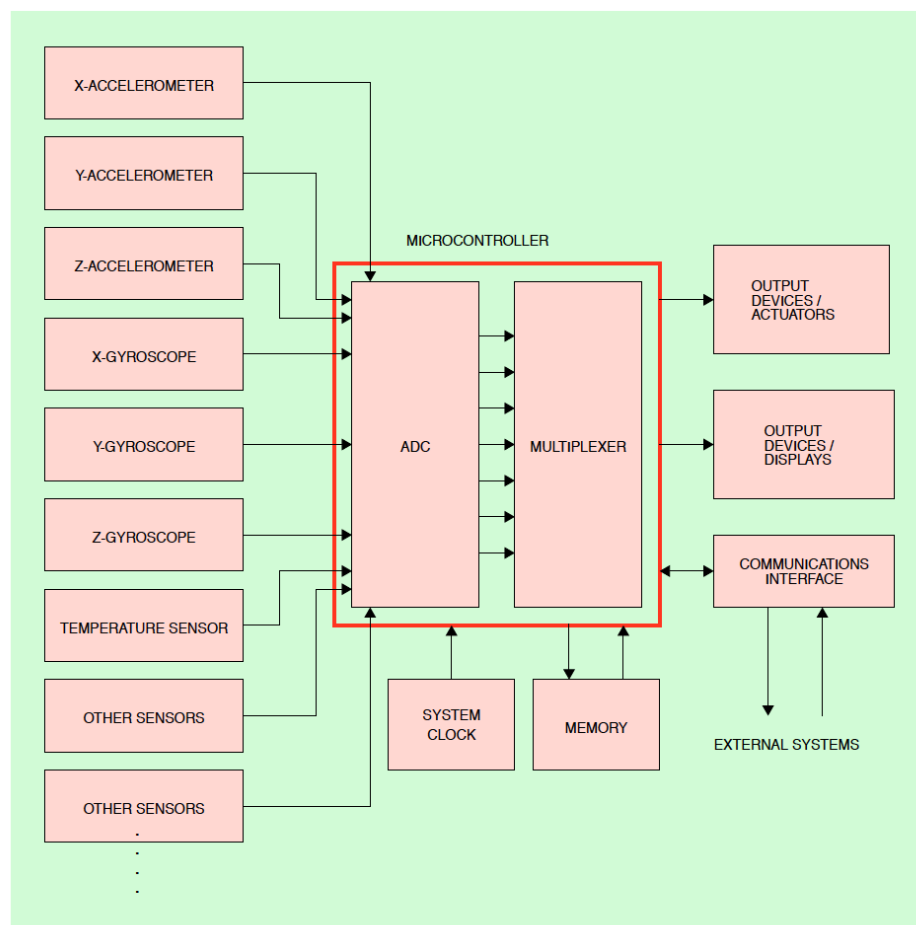 X-ACCELEROMETER
Y-ACCELEROMETER
Z-ACCELEROMETER
X-GYROSCOPE
Y-GYROSCOPE
Z-GYROSCOPE
TEMPERATURE SENSOR
OTHER SENSORS
OTHER SENSORS
MICROCONTROLLER
ADC
MULTIPLEXER
SYSTEM
CLOCK
MEMORY
OUTPUT
DEVICES /
ACTUATORS
OUTPUT
DEVICES /
DISPLAYS
COMMUNICATIONS
INTERFACE
EXTERNAL SYSTEMS